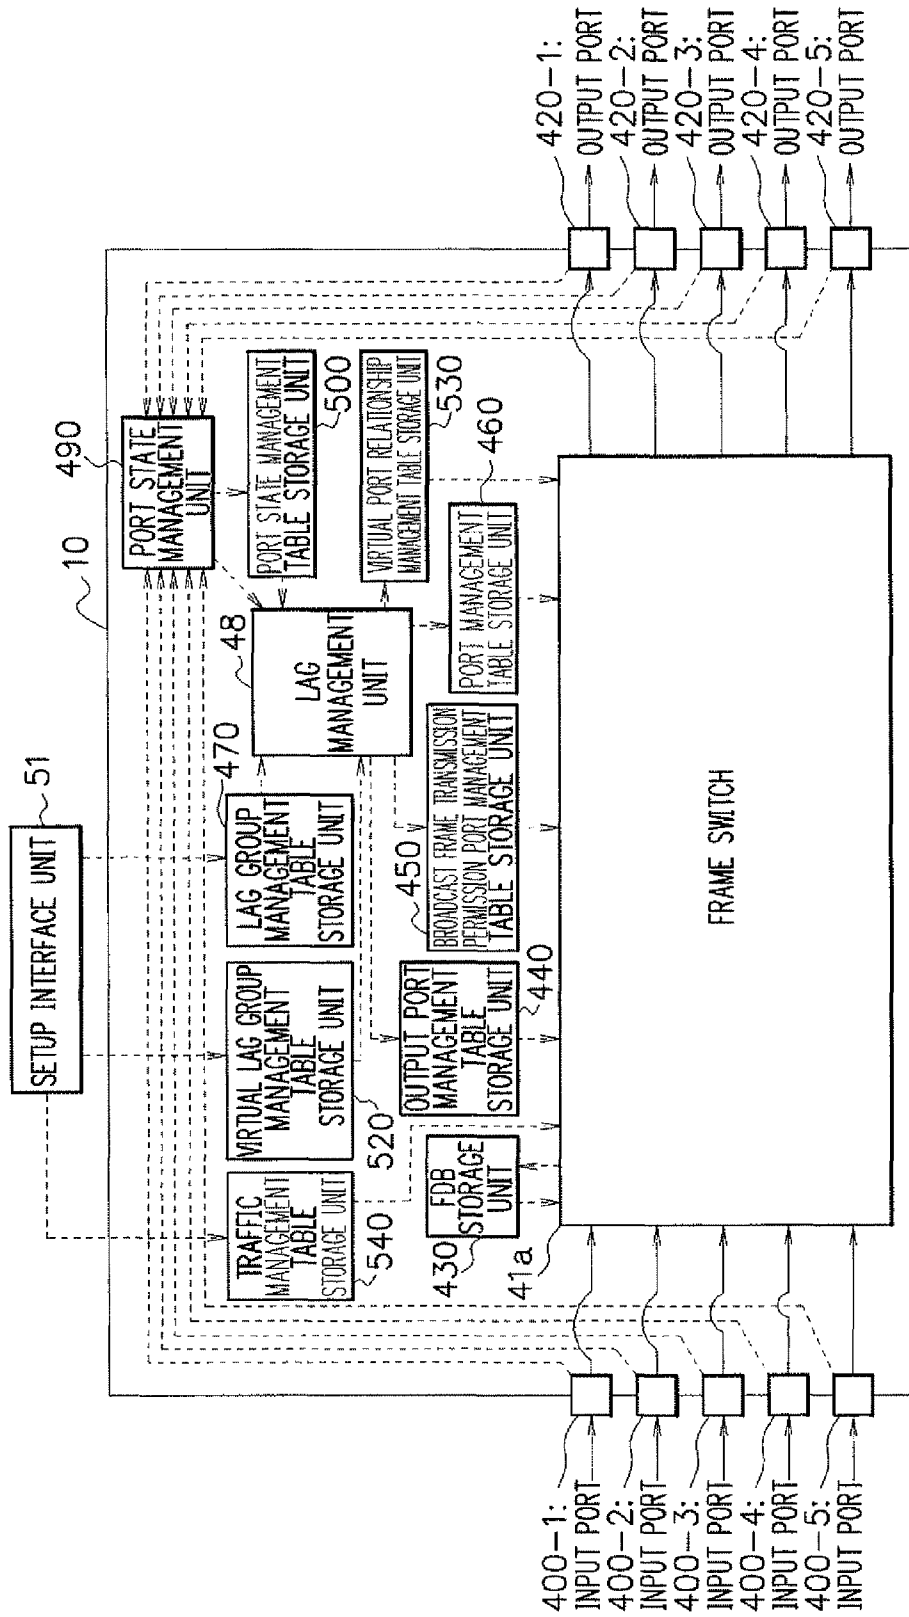 SETUP INTERFACE UNIT
51
10
490
PORT STATE
MANAGEMENT
UNIT
TRAFFIC
MANAGEMENT
TABLE
STORAGE UNIT
540
VIRTUAL LAG GROUP
MANAGEMENT
TABLE
STORAGE UNIT
520
LAG GROUP
MANAGEMENT
TABLE
STORAGE UNIT
470
LAG
MANAGEMENT
UNIT
48
PORT STATE MANAGEMENT
TABLE STORAGE UNIT
500
VIRTUAL PORT RELATIONSHIP
MANAGEMENT TABLE STORAGE UNIT
530
FDB
STORAGE
UNIT
430
OUTPUT PORT
MANAGEMENT
TABLE
STORAGE UNIT
440
BROADCAST FRAME TRANSMISSION
PERMISSION PORT MANAGEMENT
TABLE STORAGE UNIT
450
PORT MANAGEMENT
TABLE STORAGE UNIT
460
41a
FRAME SWITCH
400-1:
INPUT PORT
400-2:
INPUT PORT
400-3:
INPUT PORT
400-4:
INPUT PORT
400-5:
INPUT PORT
420-1:
OUTPUT PORT
420-2:
OUTPUT PORT
420-3:
OUTPUT PORT
420-4:
OUTPUT PORT
420-5:
OUTPUT PORT